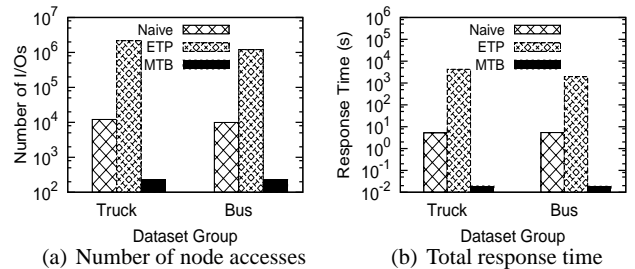 Number of I/Os
10^7
10^6
10^5
10^4
10^3
10^2
Naive
ETP
MTB
Truck
Bus
Dataset Group
(a) Number of node accesses
Response Time (s)
10^6
10^5
10^4
10^3
10^2
10^1
10^0
10^-1
10^-2
Naive
ETP
MTB
Truck
Bus
Dataset Group
(b) Total response time